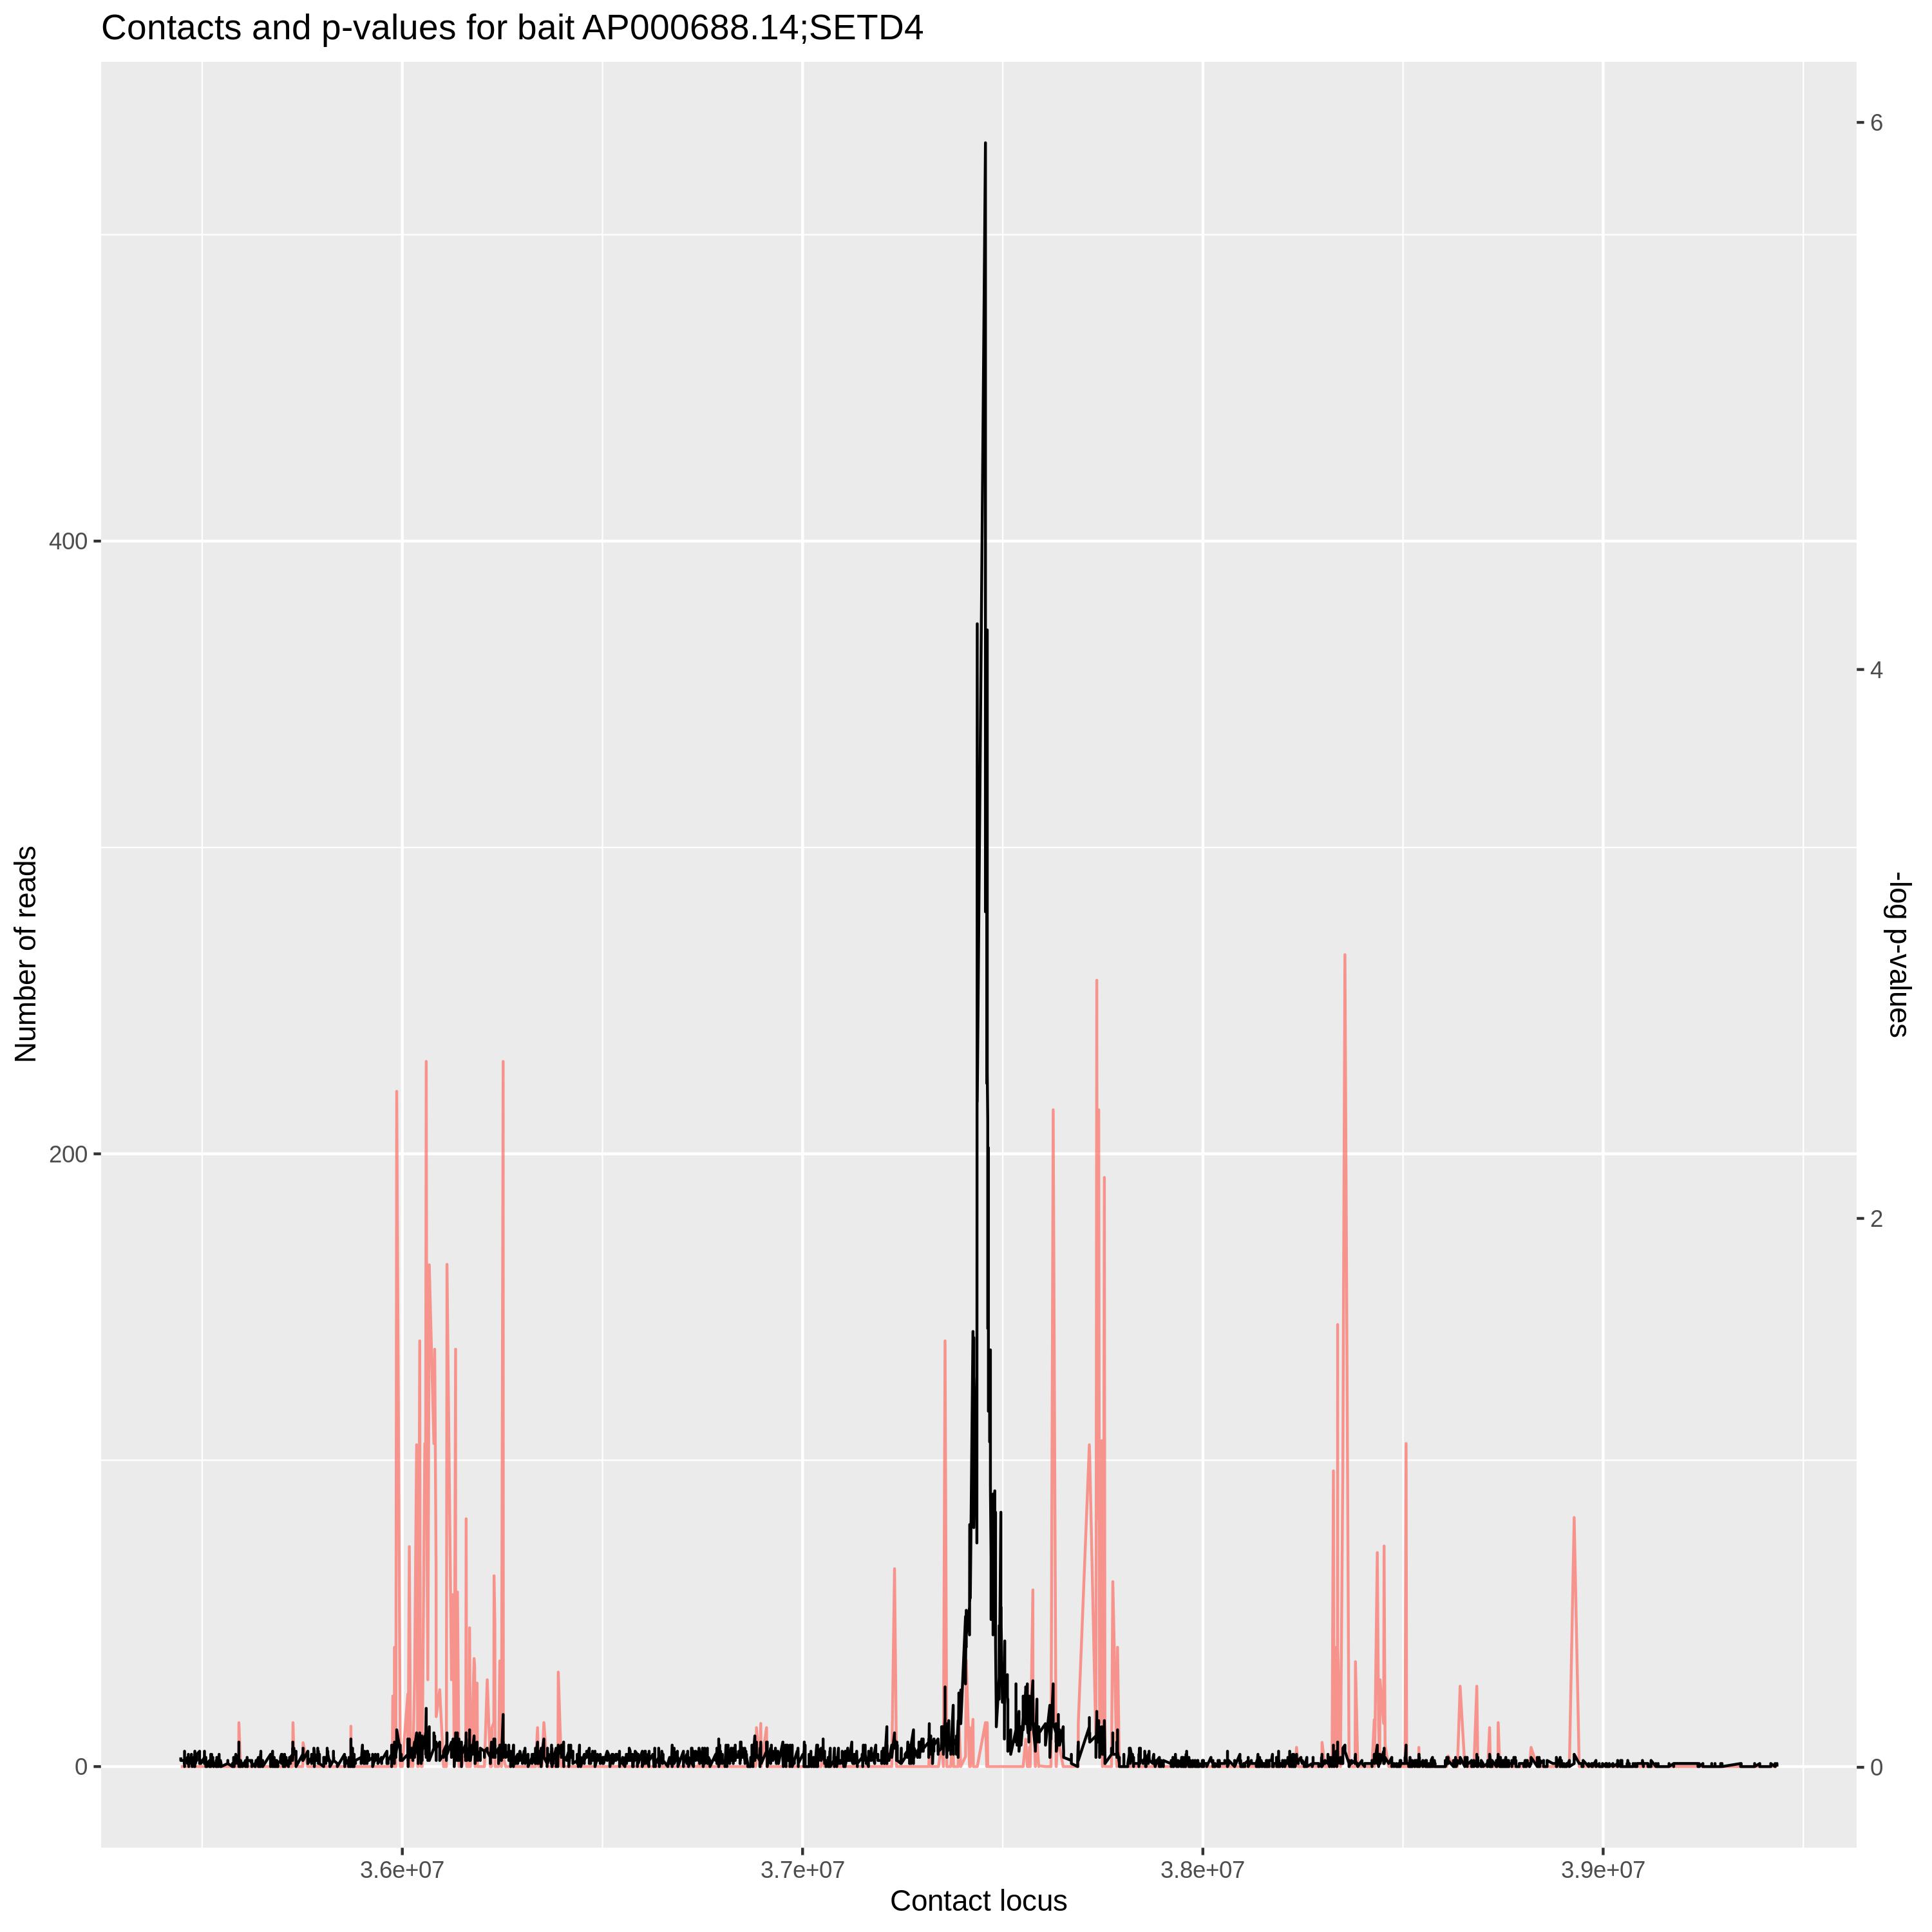 Contacts and p-values for bait AP000688.14;SETD4
6
400
4
Number of reads
-log p-values
200
2
0
0
3.6e+07
3.7e+07
3.8e+07
3.9e+07
Contact locus